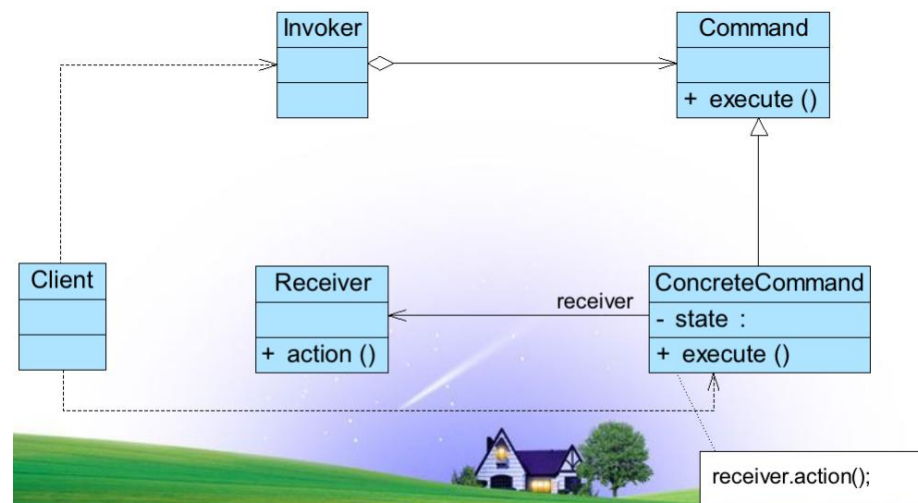 Invoker
Command
+ execute ()
Client
Receiver
+ action ()
receiver
ConcreteCommand
- state :
+ execute ()
receiver.action();